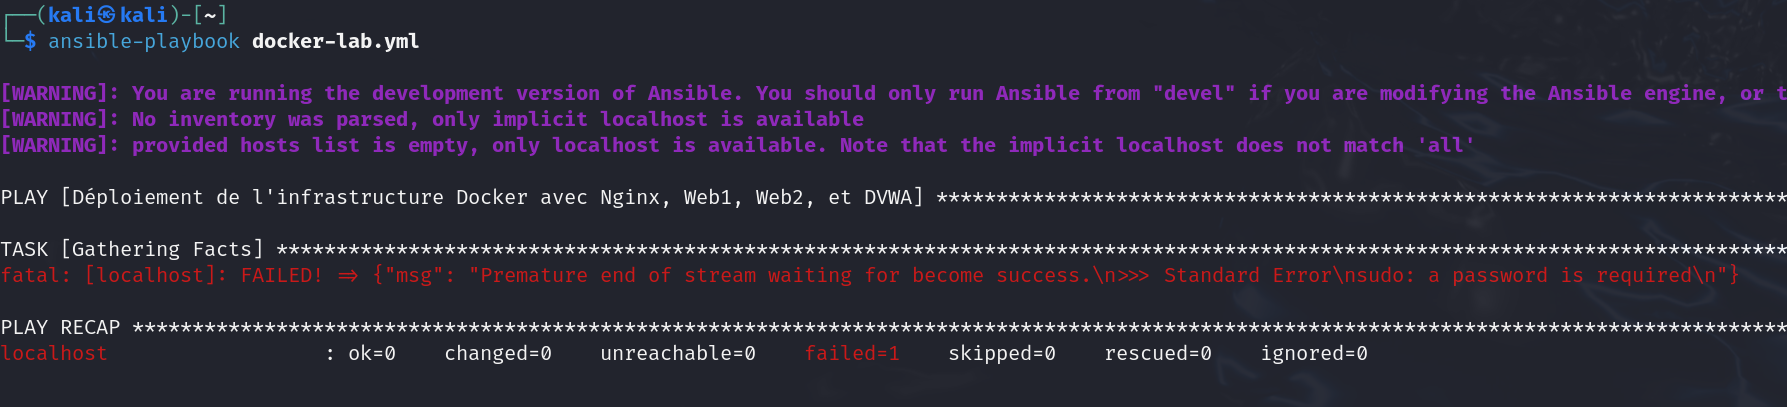 ┌──(kali㉿kali)-[~]
└─$ ansible-playbook docker-lab.yml
[WARNING]: You are running the development version of Ansible. You should only run Ansible from "devel" if you are modifying the Ansible engine, or t
[WARNING]: No inventory was parsed, only implicit localhost is available
[WARNING]: provided hosts list is empty, only localhost is available. Note that the implicit localhost does not match 'all'
PLAY [Déploiement de l'infrastructure Docker avec Nginx, Web1, Web2, et DVWA] ***********************************************************************
TASK [Gathering Facts] ******************************************************************************************************************************
fatal: [localhost]: FAILED! => {"msg": "Premature end of stream waiting for become success.\n>>> Standard Error\nsudo: a password is required\n"}
PLAY RECAP ******************************************************************************************************************************************
localhost                  : ok=0    changed=0    unreachable=0    failed=1    skipped=0    rescued=0    ignored=0